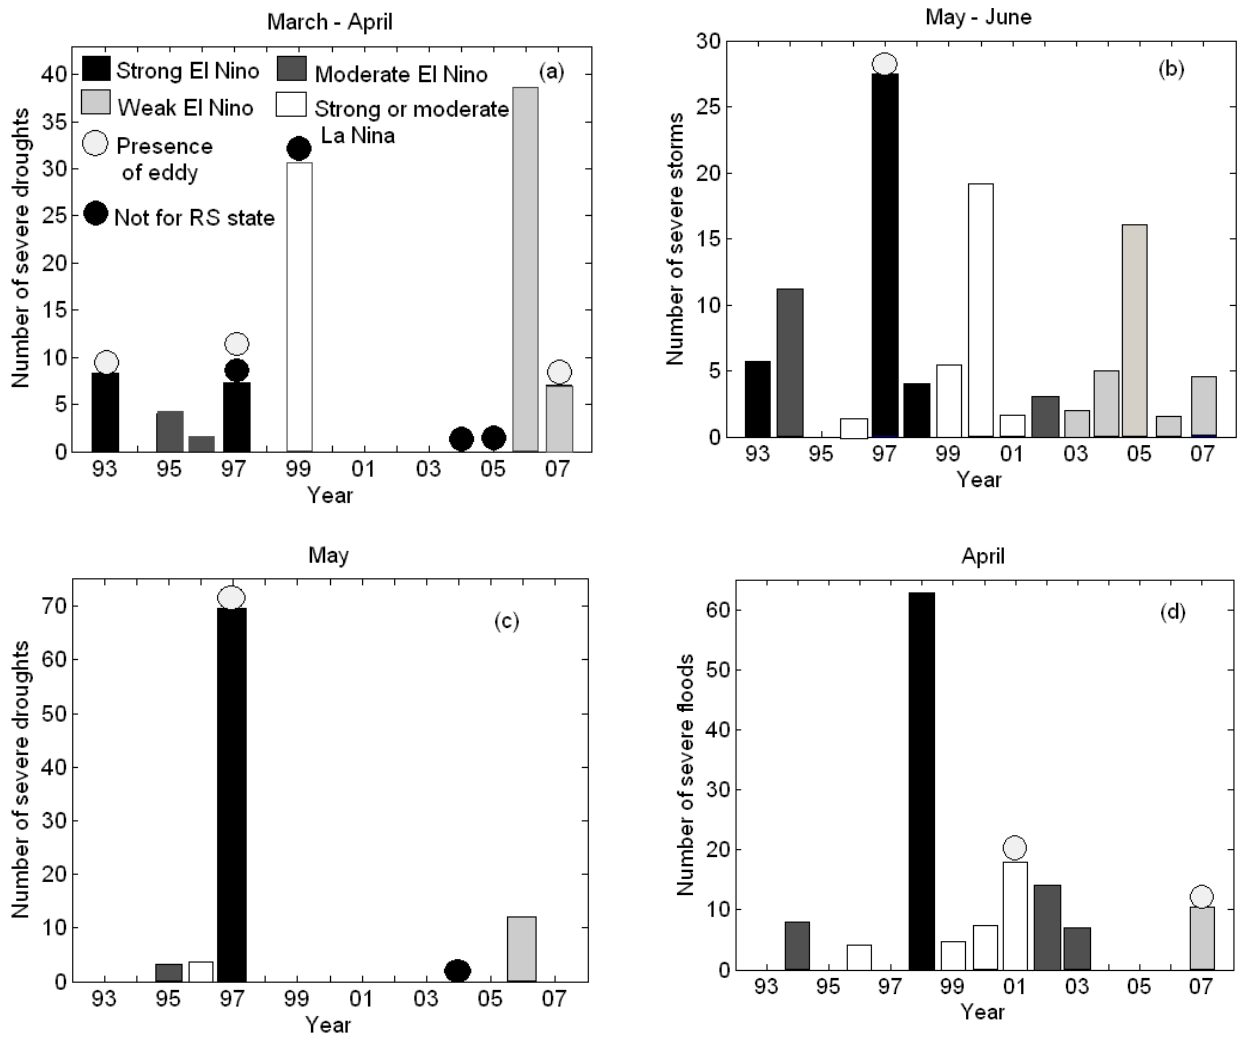 March - April
Number of severe droughts
40
35
30
25
20
15
10
5
0
Strong El Nino
Moderate El Nino
(a)
Weak El Nino
Strong or moderate
La Nina
Presence
of eddy
Not for RS state
93 95 97 99 01 03 05 07
Year
May - June
Number of severe storms
30
25
20
15
10
5
0
(b)
93 95 97 99 01 03 05 07
Year
May
Number of severe droughts
70
60
50
40
30
20
10
0
(c)
93 95 97 99 01 03 05 07
Year
April
Number of severe floods
60
50
40
30
20
10
0
(d)
93 95 97 99 01 03 05 07
Year